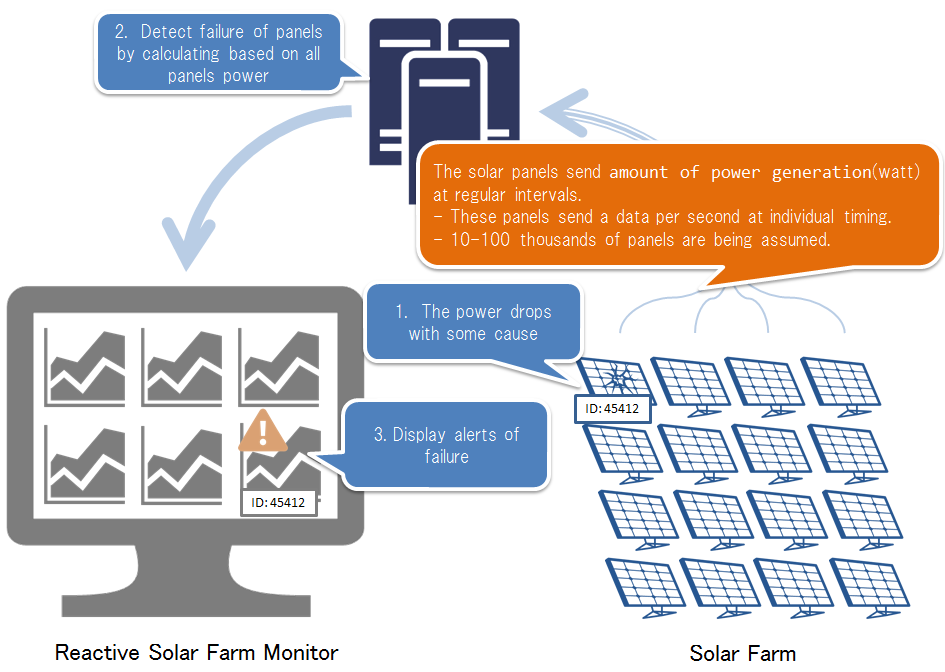 2. Detect failure of panels
by calculating based on all
panels power
The solar panels send amount of power generation(watt)
at regular intervals.
- These panels send a data per second at individual timing.
- 10-100 thousands of panels are being assumed.
1. The power drops
with some cause
ID:45412
3. Display alerts of
failure
ID:45412
Reactive Solar Farm Monitor
Solar Farm